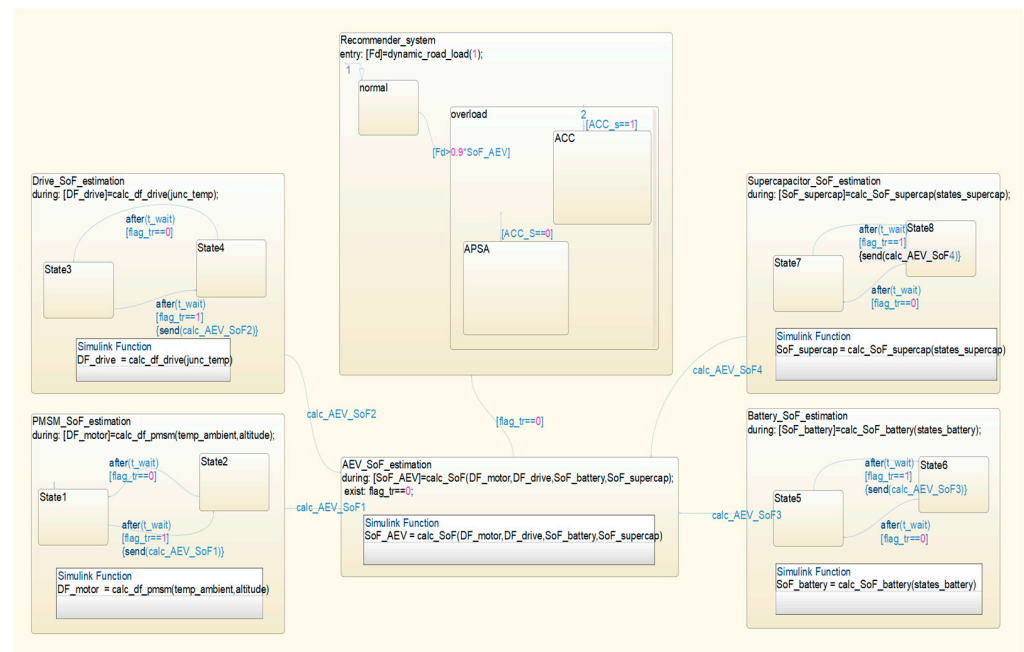 Recommender_system
entry: [Fd]=dynamic_road_load(1);
1
normal
overload
2
[ACC_s==1]
ACC
[Fd>0.9*SoF_AEV]
[ACC_S==0]
APSA
Drive_SoF_estimation
during: [DF_drive]=calc_df_drive(junc_temp);
after(t_wait)
[flag_tr==0]
State4
State3
after(t_wait)
[flag_tr==1]
{send(calc_AEV_SoF2)}
Simulink Function
DF_drive = calc_df_drive(junc_temp)
Supercapacitor_SoF_estimation
during: [SoF_supercap]=calc_SoF_supercap(states_supercap);
after(t_wait)
[flag_tr==1]
{send(calc_AEV_SoF4)}
State8
State7
after(t_wait)
[flag_tr==0]
Simulink Function
SoF_supercap = calc_SoF_supercap(states_supercap)
calc_AEV_SoF4
calc_AEV_SoF2
[flag_tr==0]
PMSM_SoF_estimation
during: [DF_motor]=calc_df_pmsm(temp_ambient,altitude);
after(t_wait)
[flag_tr==0]
State2
State1
after(t_wait)
[flag_tr==1]
{send(calc_AEV_SoF1)}
Simulink Function
DF_motor = calc_df_pmsm(temp_ambient,altitude)
calc_AEV_SoF1
AEV_SoF_estimation
during: [SoF_AEV]=calc_SoF(DF_motor,DF_drive,SoF_battery,SoF_supercap);
exist: flag_tr==0;
Simulink Function
SoF_AEV = calc_SoF(DF_motor,DF_drive,SoF_battery,SoF_supercap)
calc_AEV_SoF3
Battery_SoF_estimation
during: [SoF_battery]=calc_SoF_battery(states_battery);
after(t_wait)
[flag_tr==1]
{send(calc_AEV_SoF3)}
State6
State5
after(t_wait)
[flag_tr==0]
Simulink Function
SoF_battery = calc_SoF_battery(states_battery)